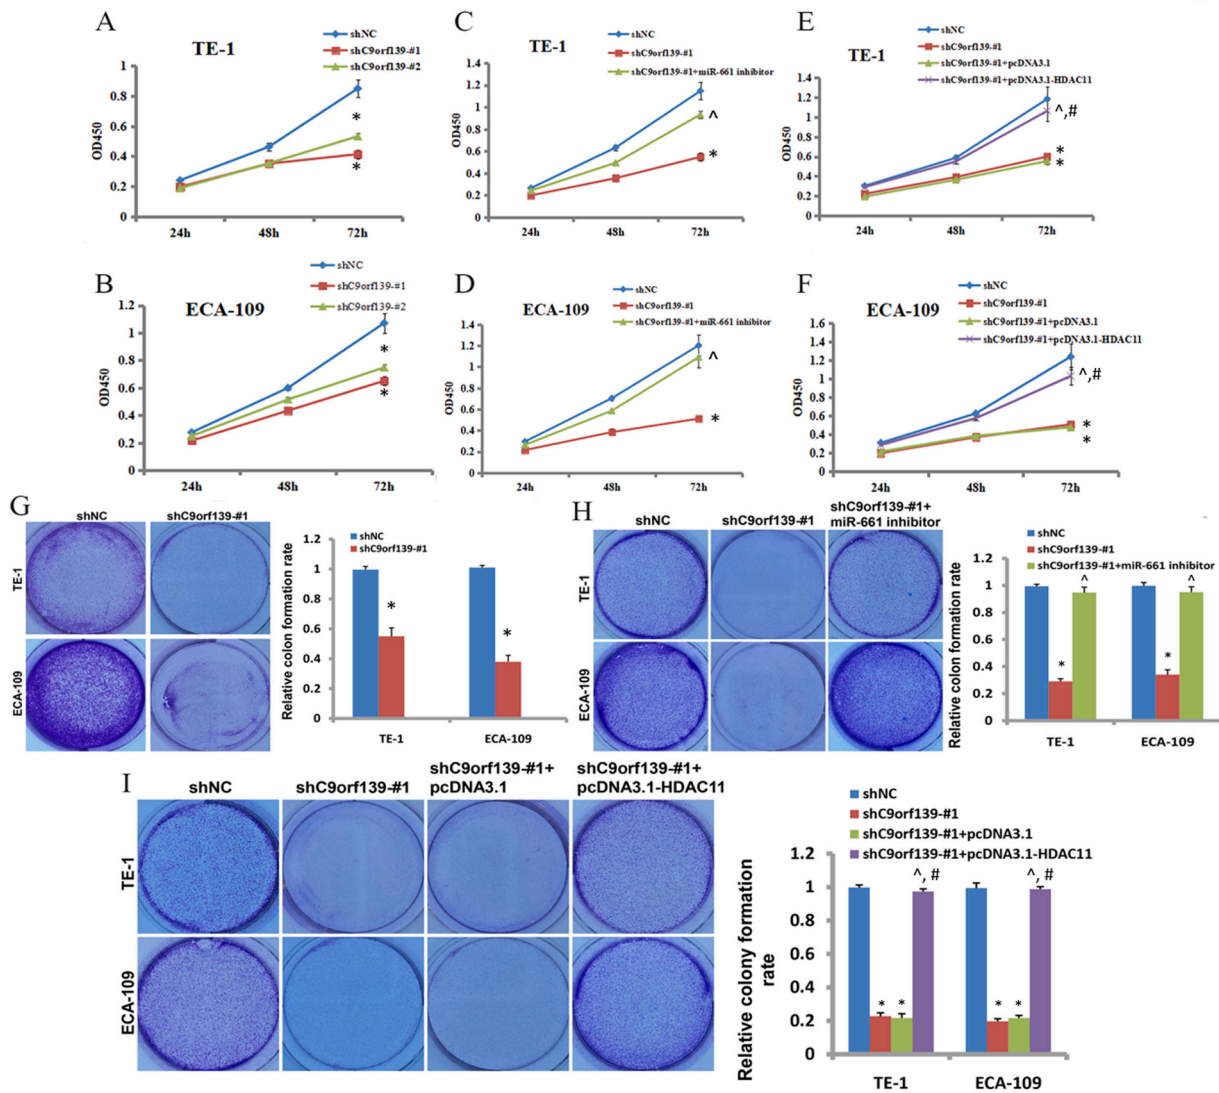 A
TE-1
shNC
shC9orf139-#1
shC9orf139-#2
OD450
1
0.8
0.6
0.4
0.2
0
24h
48h
72h
*
*
C
TE-1
shNC
shC9orf139-#1
shC9orf139-#1+miR-661 inhibitor
OD450
1.4
1.2
1
0.8
0.6
0.4
0.2
0
24h
48h
72h
^
*
E
TE-1
shNC
shC9orf139-#1
shC9orf139-#1+pcDNA3.1
shC9orf139-#1+pcDNA3.1-HDAC11
OD450
1.4
1.2
1
0.8
0.6
0.4
0.2
0
24h
48h
72h
^,#
*
*
B
ECA-109
shNC
shC9orf139-#1
shC9orf139-#2
OD450
1.2
1
0.8
0.6
0.4
0.2
0
24h
48h
72h
*
*
D
ECA-109
shNC
shC9orf139-#1
shC9orf139-#1+miR-661 inhibitor
OD450
1.4
1.2
1
0.8
0.6
0.4
0.2
0
24h
48h
72h
^
*
F
ECA-109
shNC
shC9orf139-#1
shC9orf139-#1+pcDNA3.1
shC9orf139-#1+pcDNA3.1-HDAC11
OD450
1.6
1.4
1.2
1
0.8
0.6
0.4
0.2
0
24h
48h
72h
^,#
*
*
G
shNC
shC9orf139-#1
TE-1
ECA-109
shNC
shC9orf139-#1
Relative colon formation rate
1.2
1
0.8
0.6
0.4
0.2
0
*
*
TE-1
ECA-109
H
shNC
shC9orf139-#1
shC9orf139-#1+
miR-661 inhibitor
TE-1
ECA-109
shNC
shC9orf139-#1
shC9orf139-#1+miR-661 inhibitor
Relative colon formation rate
1.2
1
0.8
0.6
0.4
0.2
0
*
^
*
^
TE-1
ECA-109
I
shNC
shC9orf139-#1
shC9orf139-#1+
pcDNA3.1
shC9orf139-#1+
pcDNA3.1-HDAC11
TE-1
ECA-109
shNC
shC9orf139-#1
shC9orf139-#1+pcDNA3.1
shC9orf139-#1+pcDNA3.1-HDAC11
Relative colony formation
rate
1.2
1
0.8
0.6
0.4
0.2
0
*
*
^, #
*
*
^, #
TE-1
ECA-109